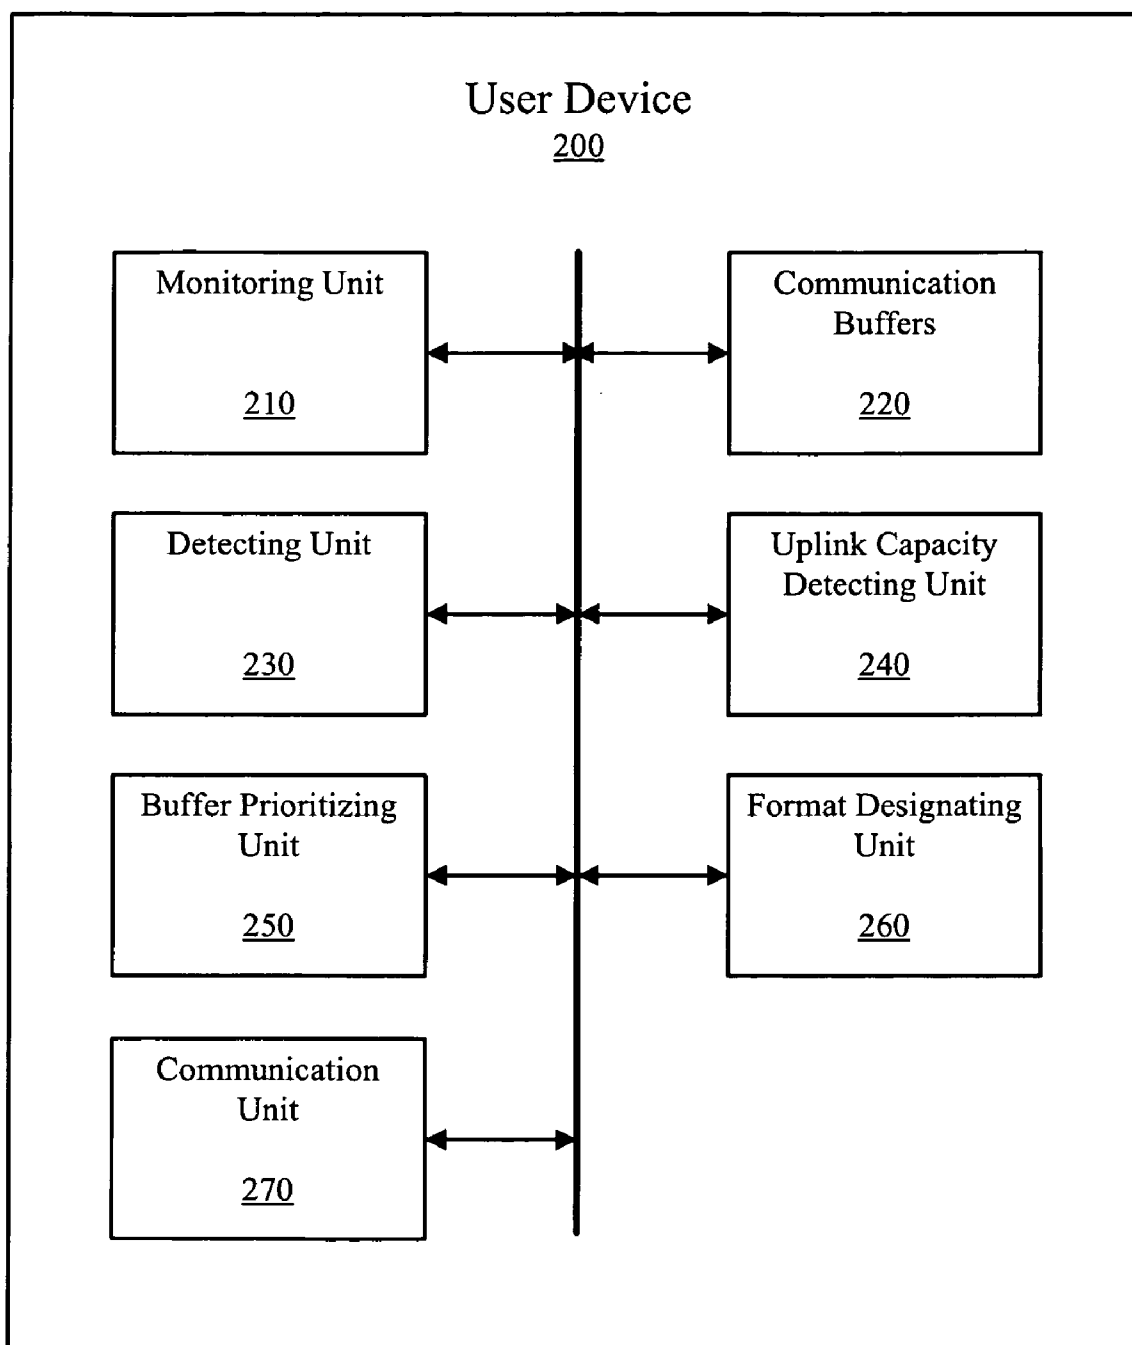 User Device
200
Monitoring Unit
210
Communication
Buffers
220
Detecting Unit
230
Uplink Capacity
Detecting Unit
240
Buffer Prioritizing
Unit
250
Format Designating
Unit
260
Communication
Unit
270